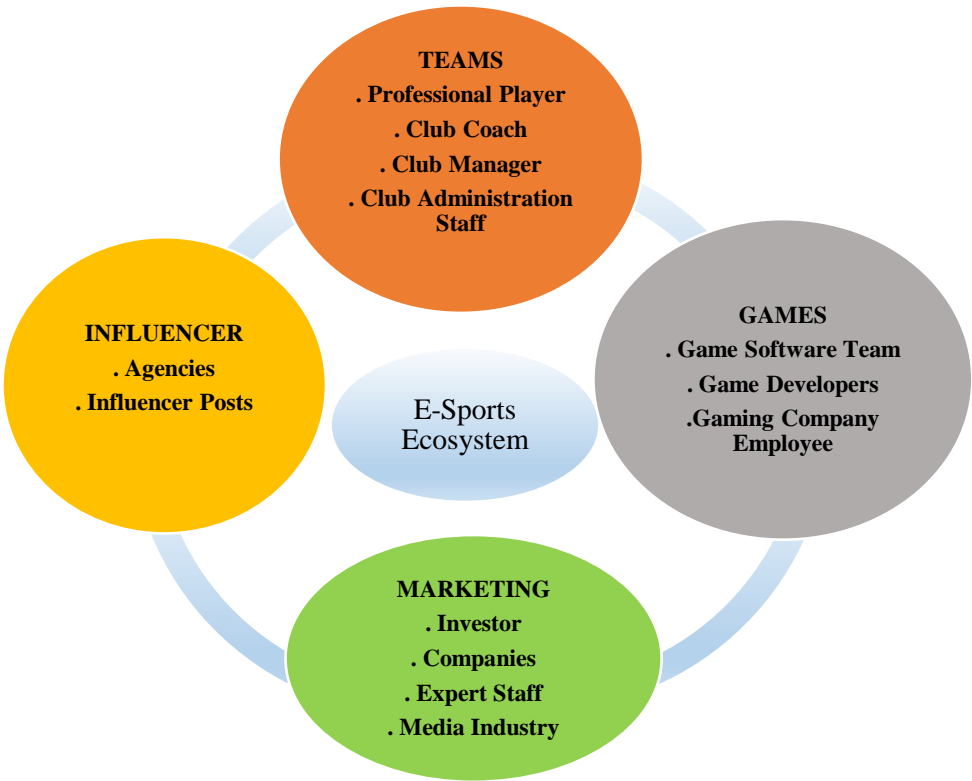 TEAMS
. Professional Player
. Club Coach
. Club Manager
. Club Administration
Staff
INFLUENCER
. Agencies
. Influencer Posts
E-Sports
Ecosystem
GAMES
. Game Software Team
. Game Developers
.Gaming Company
Employee
MARKETING
. Investor
. Companies
. Expert Staff
. Media Industry